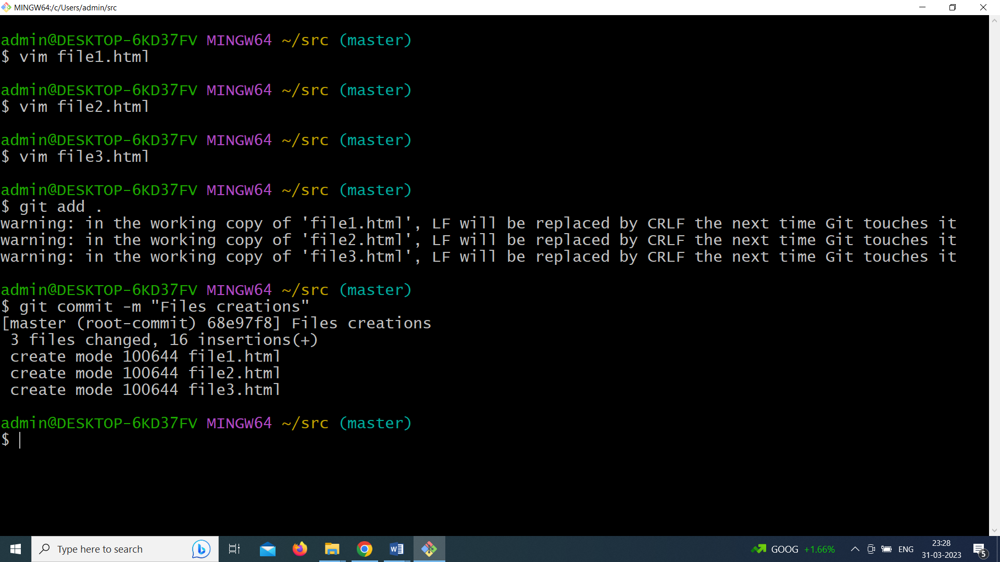 MINGW64:/c/Users/admin/src
admin@DESKTOP-6KD37FV MINGW64 ~/src (master)
$ vim file1.html
admin@DESKTOP-6KD37FV MINGW64 ~/src (master)
$ vim file2.html
admin@DESKTOP-6KD37FV MINGW64 ~/src (master)
$ vim file3.html
admin@DESKTOP-6KD37FV MINGW64 ~/src (master)
$ git add .
warning: in the working copy of 'file1.html', LF will be replaced by CRLF the next time Git touches it
warning: in the working copy of 'file2.html', LF will be replaced by CRLF the next time Git touches it
warning: in the working copy of 'file3.html', LF will be replaced by CRLF the next time Git touches it
admin@DESKTOP-6KD37FV MINGW64 ~/src (master)
$ git commit -m "Files creations"
[master (root-commit) 68e97f8] Files creations
 3 files changed, 16 insertions(+)
 create mode 100644 file1.html
 create mode 100644 file2.html
 create mode 100644 file3.html
admin@DESKTOP-6KD37FV MINGW64 ~/src (master)
$
Type here to search
GOOG +1.66%
ENG
23:28
31-03-2023
5